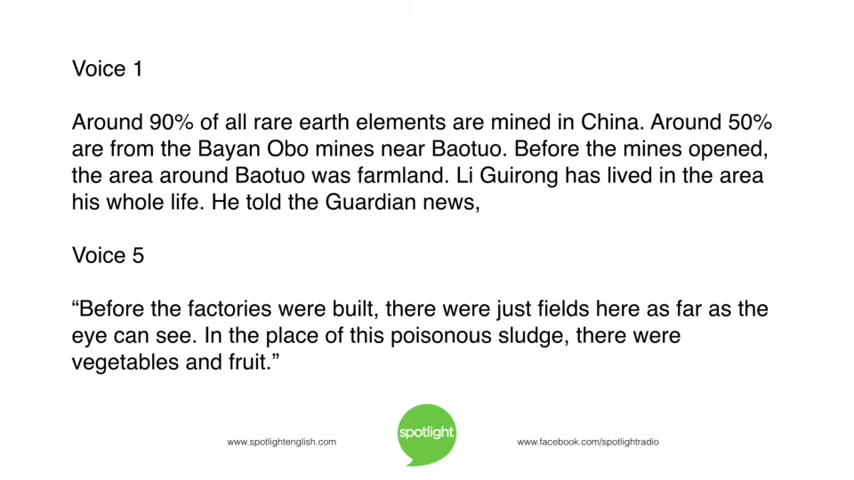 Voice 1
Around 90% of all rare earth elements are mined in China. Around 50%
are from the Bayan Obo mines near Baotuo. Before the mines opened,
the area around Baotuo was farmland. Li Guirong has lived in the area
his whole life. He told the Guardian news,
Voice 5
“Before the factories were built, there were just fields here as far as the
eye can see. In the place of this poisonous sludge, there were
vegetables and fruit.”
spotlight
www.spotlightenglish.com
www.facebook.com/spotlightradio